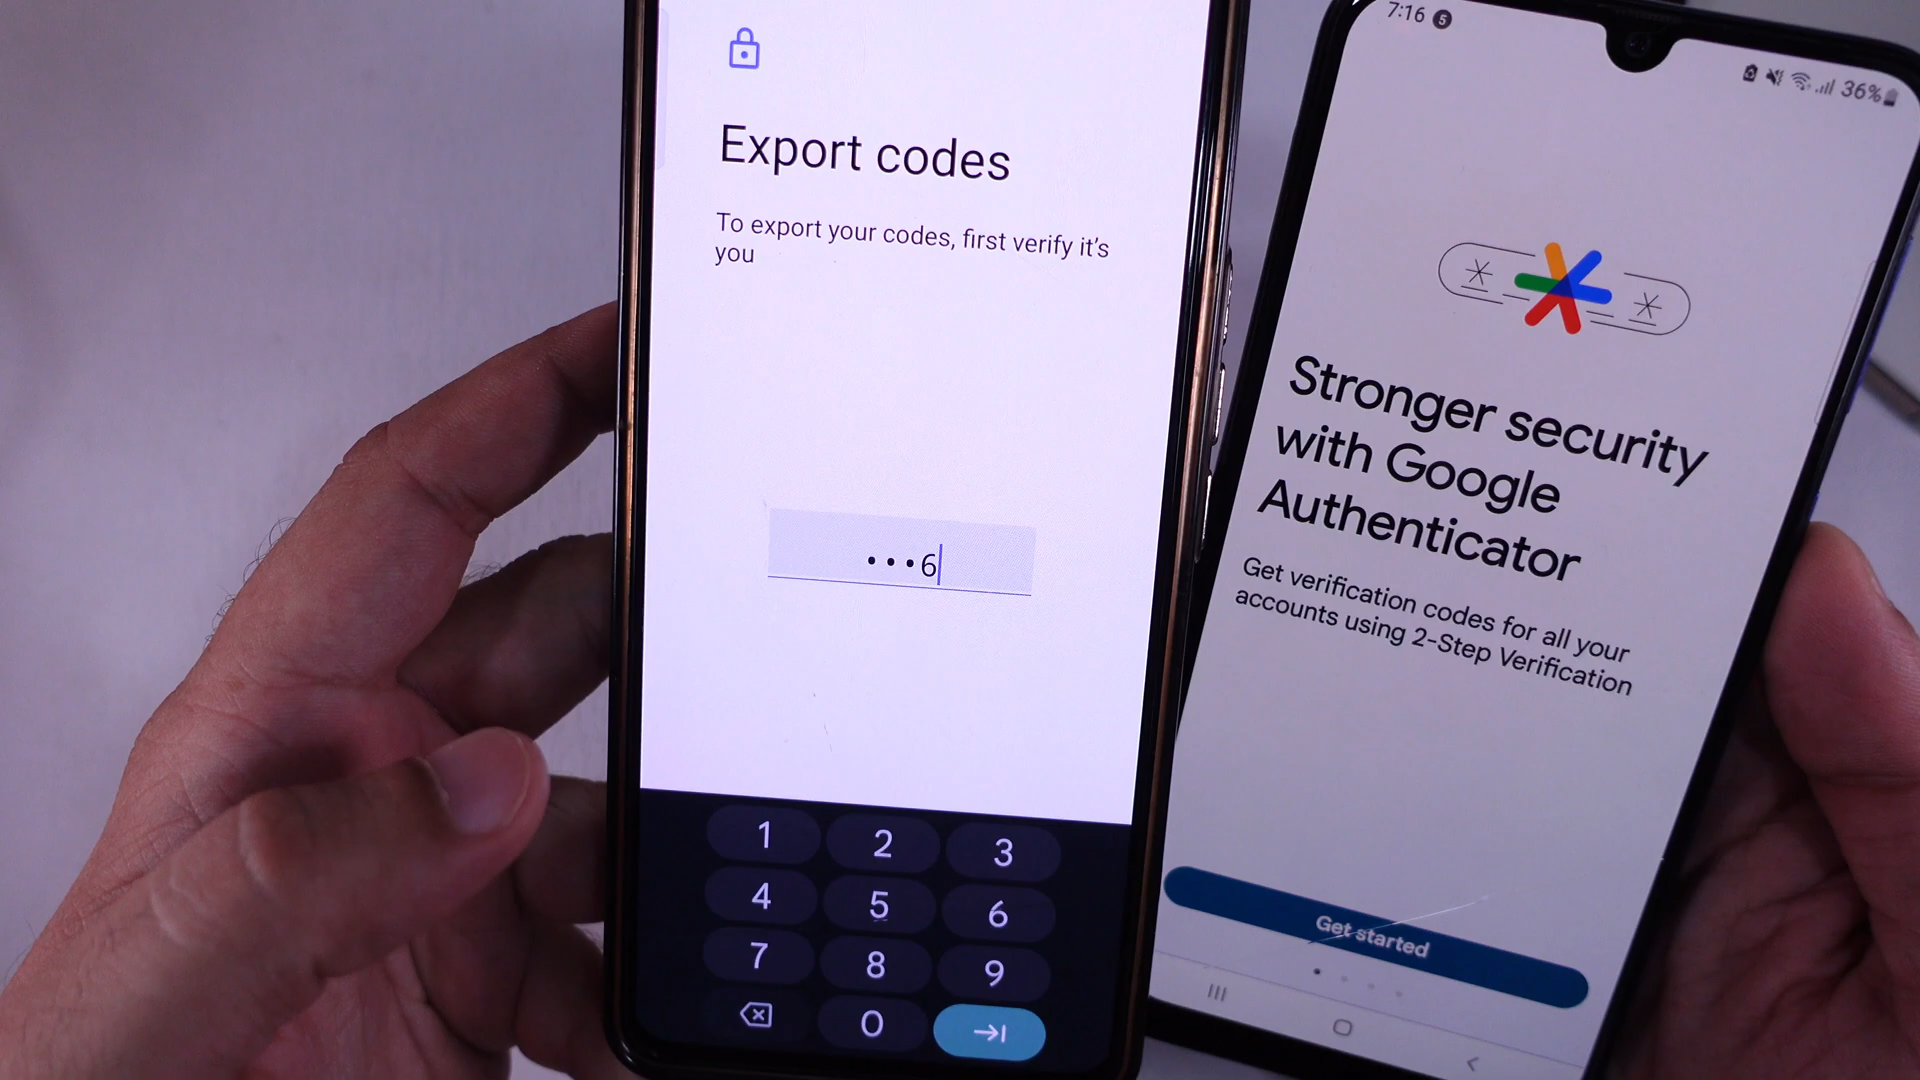 Export codes
To export your codes, first verify it's
you
•••6
1 2 3
4 5 6
7 8 9
0
7:16 5
36%
Stronger security
with Google
Authenticator
Get verification codes for all your
accounts using 2-Step Verification
Get started